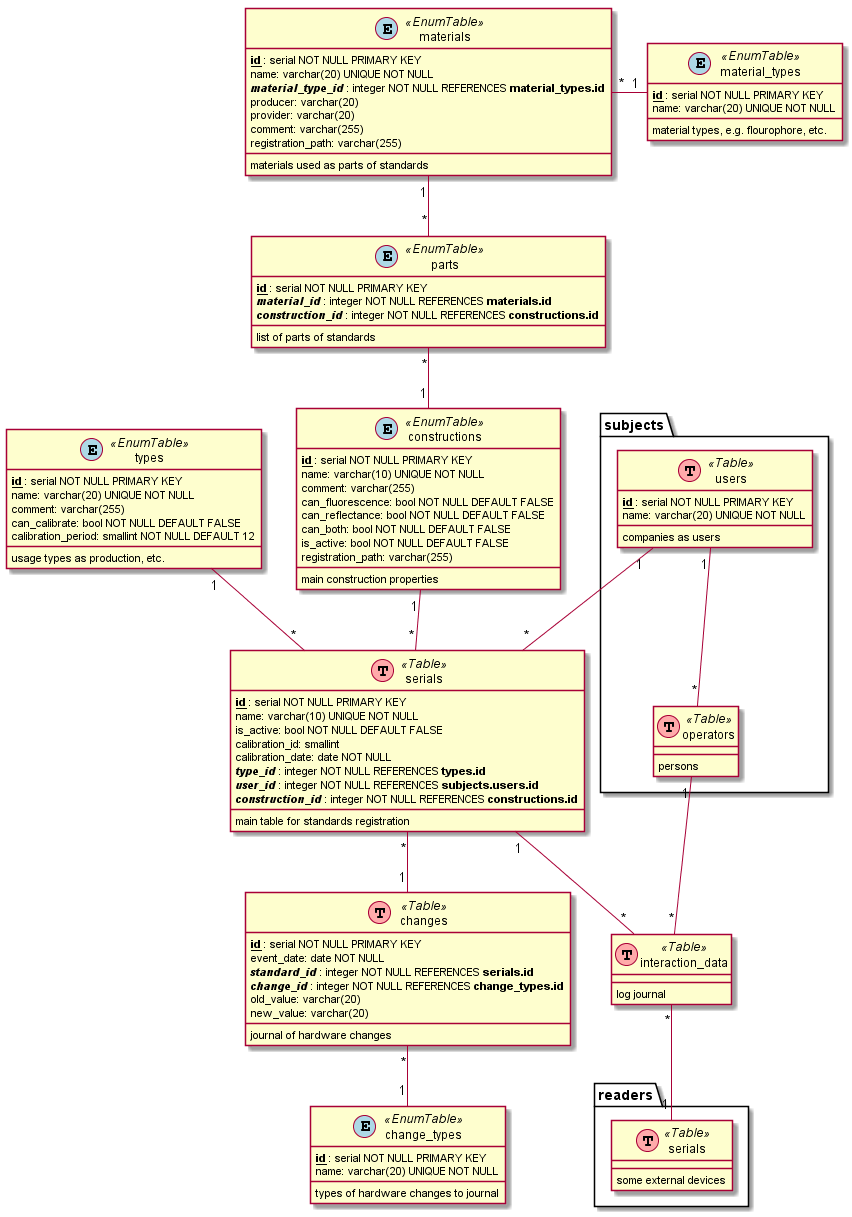 E «EnumTable»
materials
id : serial NOT NULL PRIMARY KEY
name: varchar(20) UNIQUE NOT NULL
material_type_id : integer NOT NULL REFERENCES material_types.id
producer: varchar(20)
provider: varchar(20)
comment: varchar(255)
registration_path: varchar(255)
materials used as parts of standards
* 1
E «EnumTable»
material_types
id : serial NOT NULL PRIMARY KEY
name: varchar(20) UNIQUE NOT NULL
material types, e.g. flourophore, etc.
1
*
E «EnumTable»
parts
id : serial NOT NULL PRIMARY KEY
material_id : integer NOT NULL REFERENCES materials.id
construction_id : integer NOT NULL REFERENCES constructions.id
list of parts of standards
*
1
E «EnumTable»
types
id : serial NOT NULL PRIMARY KEY
name: varchar(20) UNIQUE NOT NULL
comment: varchar(255)
can_calibrate: bool NOT NULL DEFAULT FALSE
calibration_period: smallint NOT NULL DEFAULT 12
usage types as production, etc.
E «EnumTable»
constructions
id : serial NOT NULL PRIMARY KEY
name: varchar(10) UNIQUE NOT NULL
comment: varchar(255)
can_fluorescence: bool NOT NULL DEFAULT FALSE
can_reflectance: bool NOT NULL DEFAULT FALSE
can_both: bool NOT NULL DEFAULT FALSE
is_active: bool NOT NULL DEFAULT FALSE
registration_path: varchar(255)
main construction properties
subjects
T «Table»
users
id : serial NOT NULL PRIMARY KEY
name: varchar(20) UNIQUE NOT NULL
companies as users
1
1
1
1
*
*
*
*
T «Table»
operators
persons
1
T «Table»
serials
id : serial NOT NULL PRIMARY KEY
name: varchar(10) UNIQUE NOT NULL
is_active: bool NOT NULL DEFAULT FALSE
calibration_id: smallint
calibration_date: date NOT NULL
type_id : integer NOT NULL REFERENCES types.id
user_id : integer NOT NULL REFERENCES subjects.users.id
construction_id : integer NOT NULL REFERENCES constructions.id
main table for standards registration
*
1
1
*
*
T «Table»
changes
id : serial NOT NULL PRIMARY KEY
event_date: date NOT NULL
standard_id : integer NOT NULL REFERENCES serials.id
change_id : integer NOT NULL REFERENCES change_types.id
old_value: varchar(20)
new_value: varchar(20)
journal of hardware changes
T «Table»
interaction_data
log journal
*
1
*
1
E «EnumTable»
change_types
id : serial NOT NULL PRIMARY KEY
name: varchar(20) UNIQUE NOT NULL
types of hardware changes to journal
readers
T «Table»
serials
some external devices